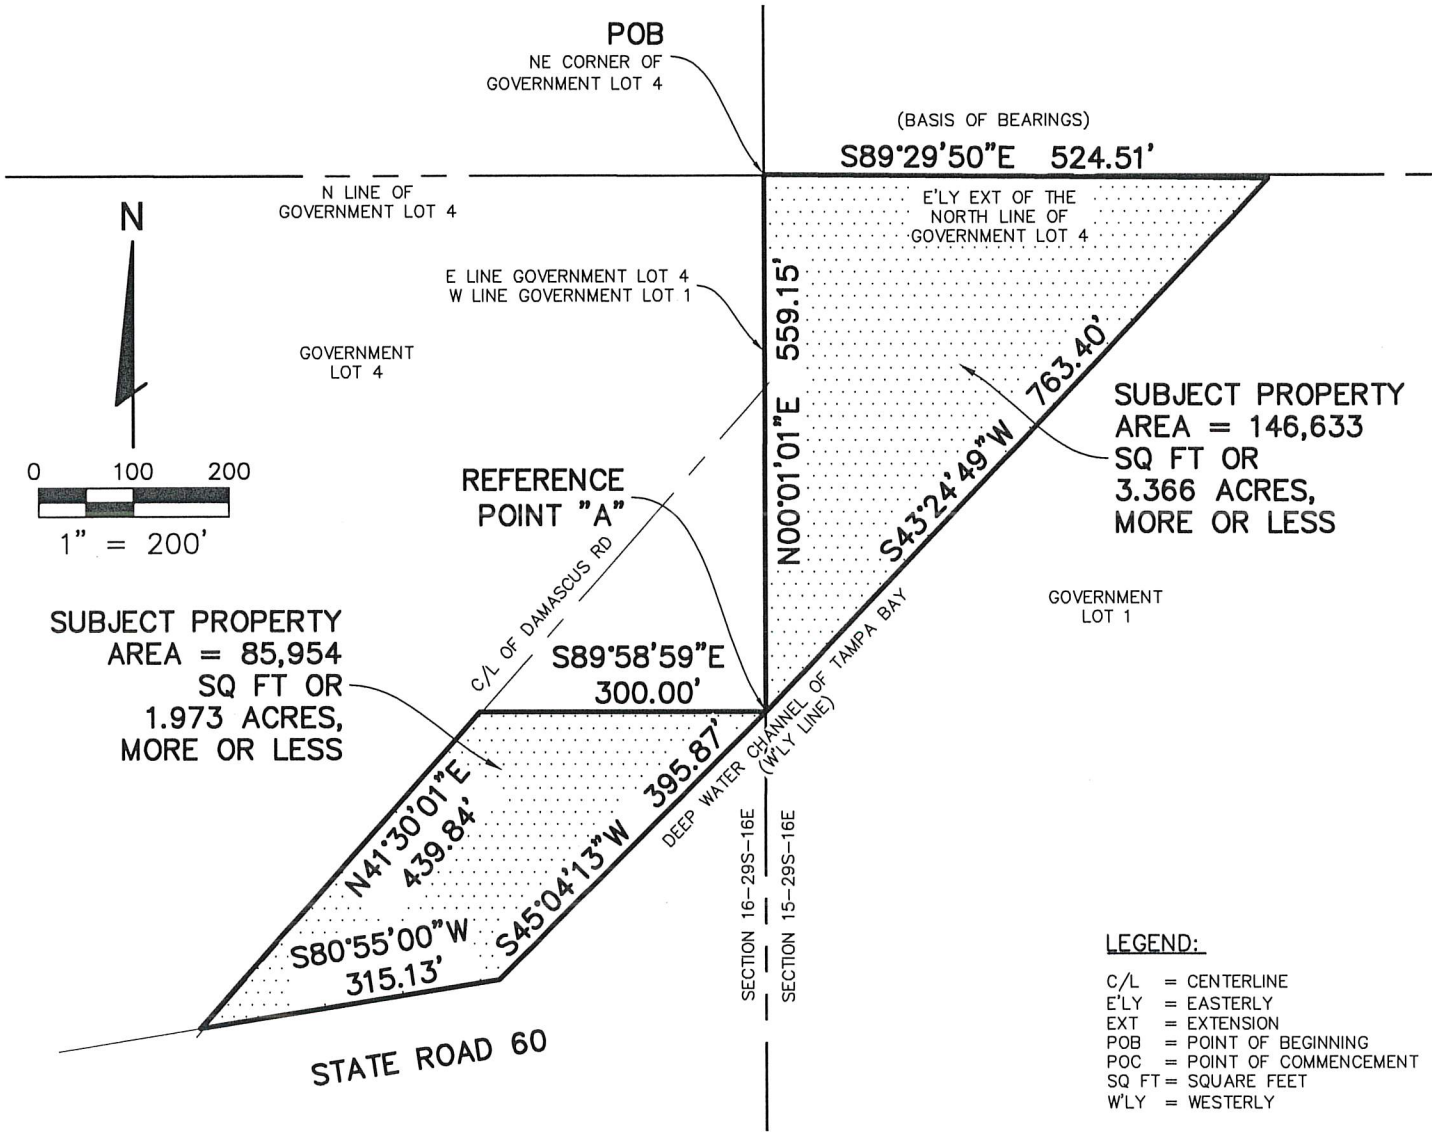 POB
NE CORNER OF
GOVERNMENT LOT 4
(BASIS OF BEARINGS)
S89°29'50"E 524.51'
N LINE OF
GOVERNMENT LOT 4
E'LY EXT OF THE
NORTH LINE OF
GOVERNMENT LOT 4
N
E LINE GOVERNMENT LOT 4
W LINE GOVERNMENT LOT 1
N00°01'01"E 559.15'
GOVERNMENT
LOT 4
S43°24'49"W 763.40'
SUBJECT PROPERTY
AREA = 146,633
SQ FT OR
3.366 ACRES,
MORE OR LESS
0 100 200
1" = 200'
REFERENCE
POINT "A"
C/L OF DAMASCUS RD
GOVERNMENT
LOT 1
SUBJECT PROPERTY
AREA = 85,954
SQ FT OR
1.973 ACRES,
MORE OR LESS
S89°58'59"E
300.00'
DEEP WATER CHANNEL OF TAMPA BAY
(W'LY LINE)
N41°30'01"E
439.84'
S45°04'13"W 395.87'
S80°55'00"W
315.13'
SECTION 16-29S-16E
SECTION 15-29S-16E
STATE ROAD 60
LEGEND:
C/L = CENTERLINE
E'LY = EASTERLY
EXT = EXTENSION
POB = POINT OF BEGINNING
POC = POINT OF COMMENCEMENT
SQ FT = SQUARE FEET
W'LY = WESTERLY